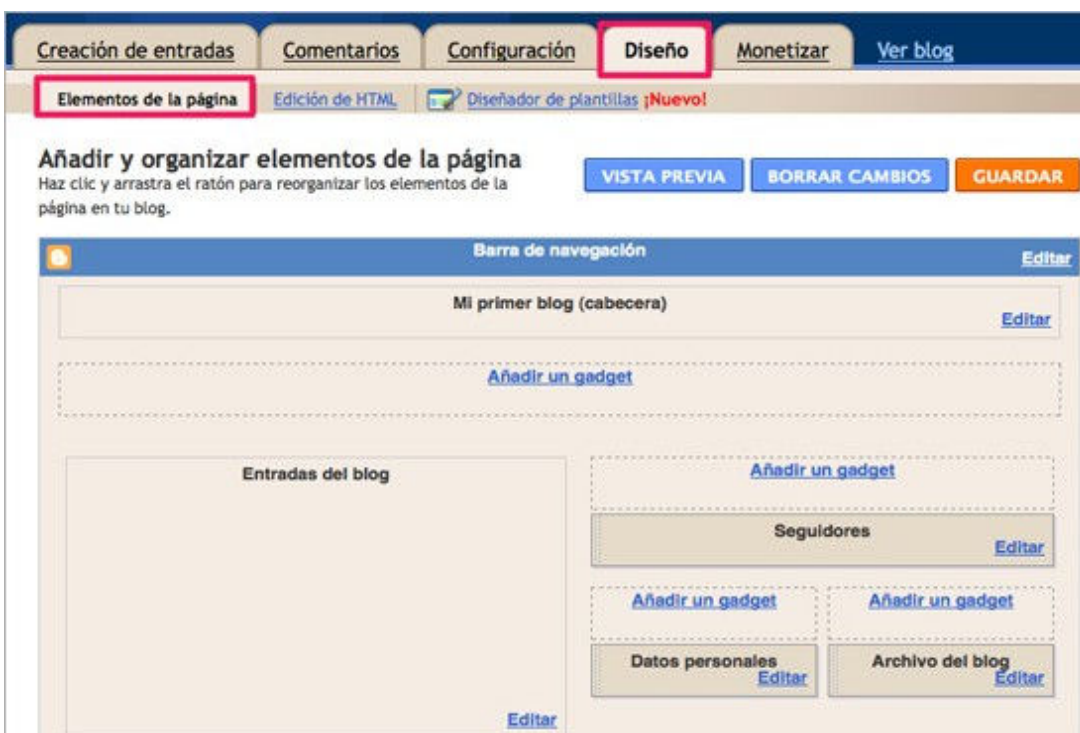 Creación de entradas Comentarios Configuración Diseño Monetizar Ver blog
Elementos de la página Edición de HTML Diseñador de plantillas ¡Nuevo!
Añadir y organizar elementos de la página
Haz clic y arrastra el ratón para reorganizar los elementos de la
página en tu blog.
VISTA PREVIA BORRAR CAMBIOS GUARDAR
Barra de navegación
Editar
Mi primer blog (cabecera)
Editar
Añadir un gadget
Entradas del blog
Editar
Añadir un gadget
Seguidores
Editar
Añadir un gadget Añadir un gadget
Datos personales Archivo del blog
Editar Editar